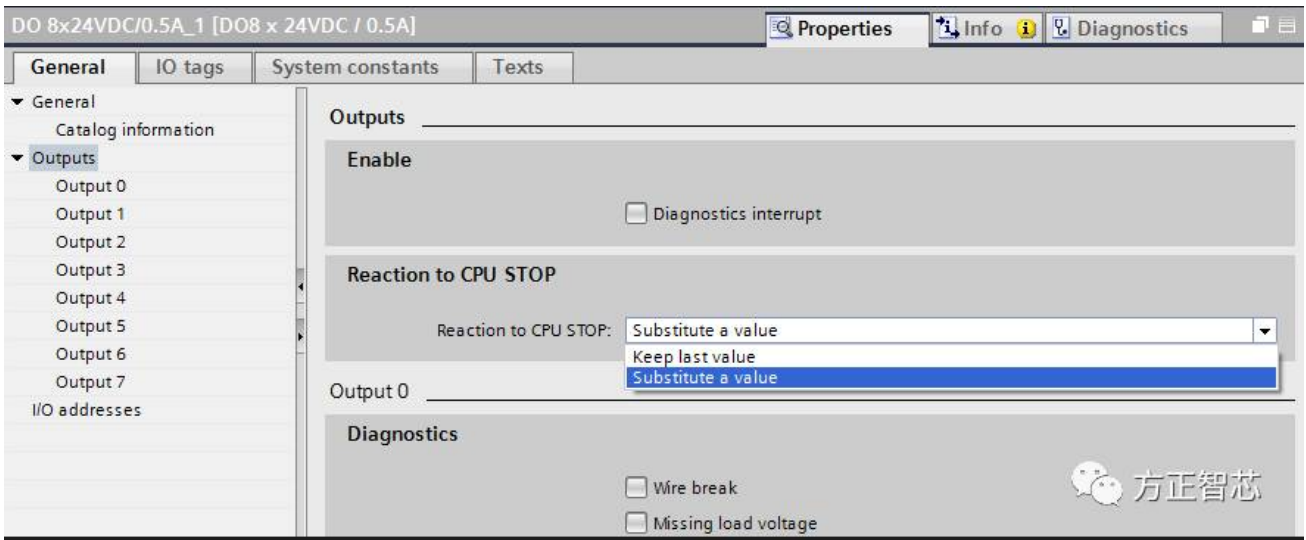 DO 8x24VDC/0.5A_1 [DO8 x 24VDC / 0.5A]
Properties
Info
Diagnostics
General
IO tags
System constants
Texts
General
Catalog information
Outputs
Output 0
Output 1
Output 2
Output 3
Output 4
Output 5
Output 6
Output 7
I/O addresses
Outputs
Enable
Diagnostics interrupt
Reaction to CPU STOP
Reaction to CPU STOP: Substitute a value
Keep last value
Substitute a value
Output 0
Diagnostics
Wire break
Missing load voltage
方正智芯